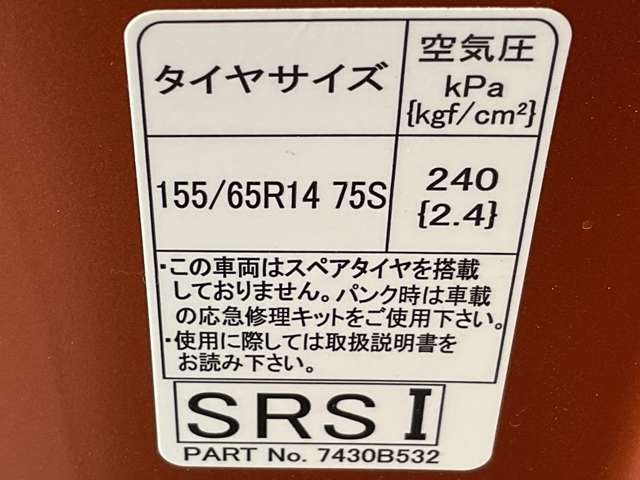 タイヤサイズ
空気圧
kPa
{kgf/cm²}
155/65R14 75S
240
{2.4}
・この車両はスペアタイヤを搭載
しておりません。パンク時は車載
の応急修理キットをご使用下さい。
・使用に際しては取扱説明書を
お読み下さい。
SRS I
PART No. 7430B532